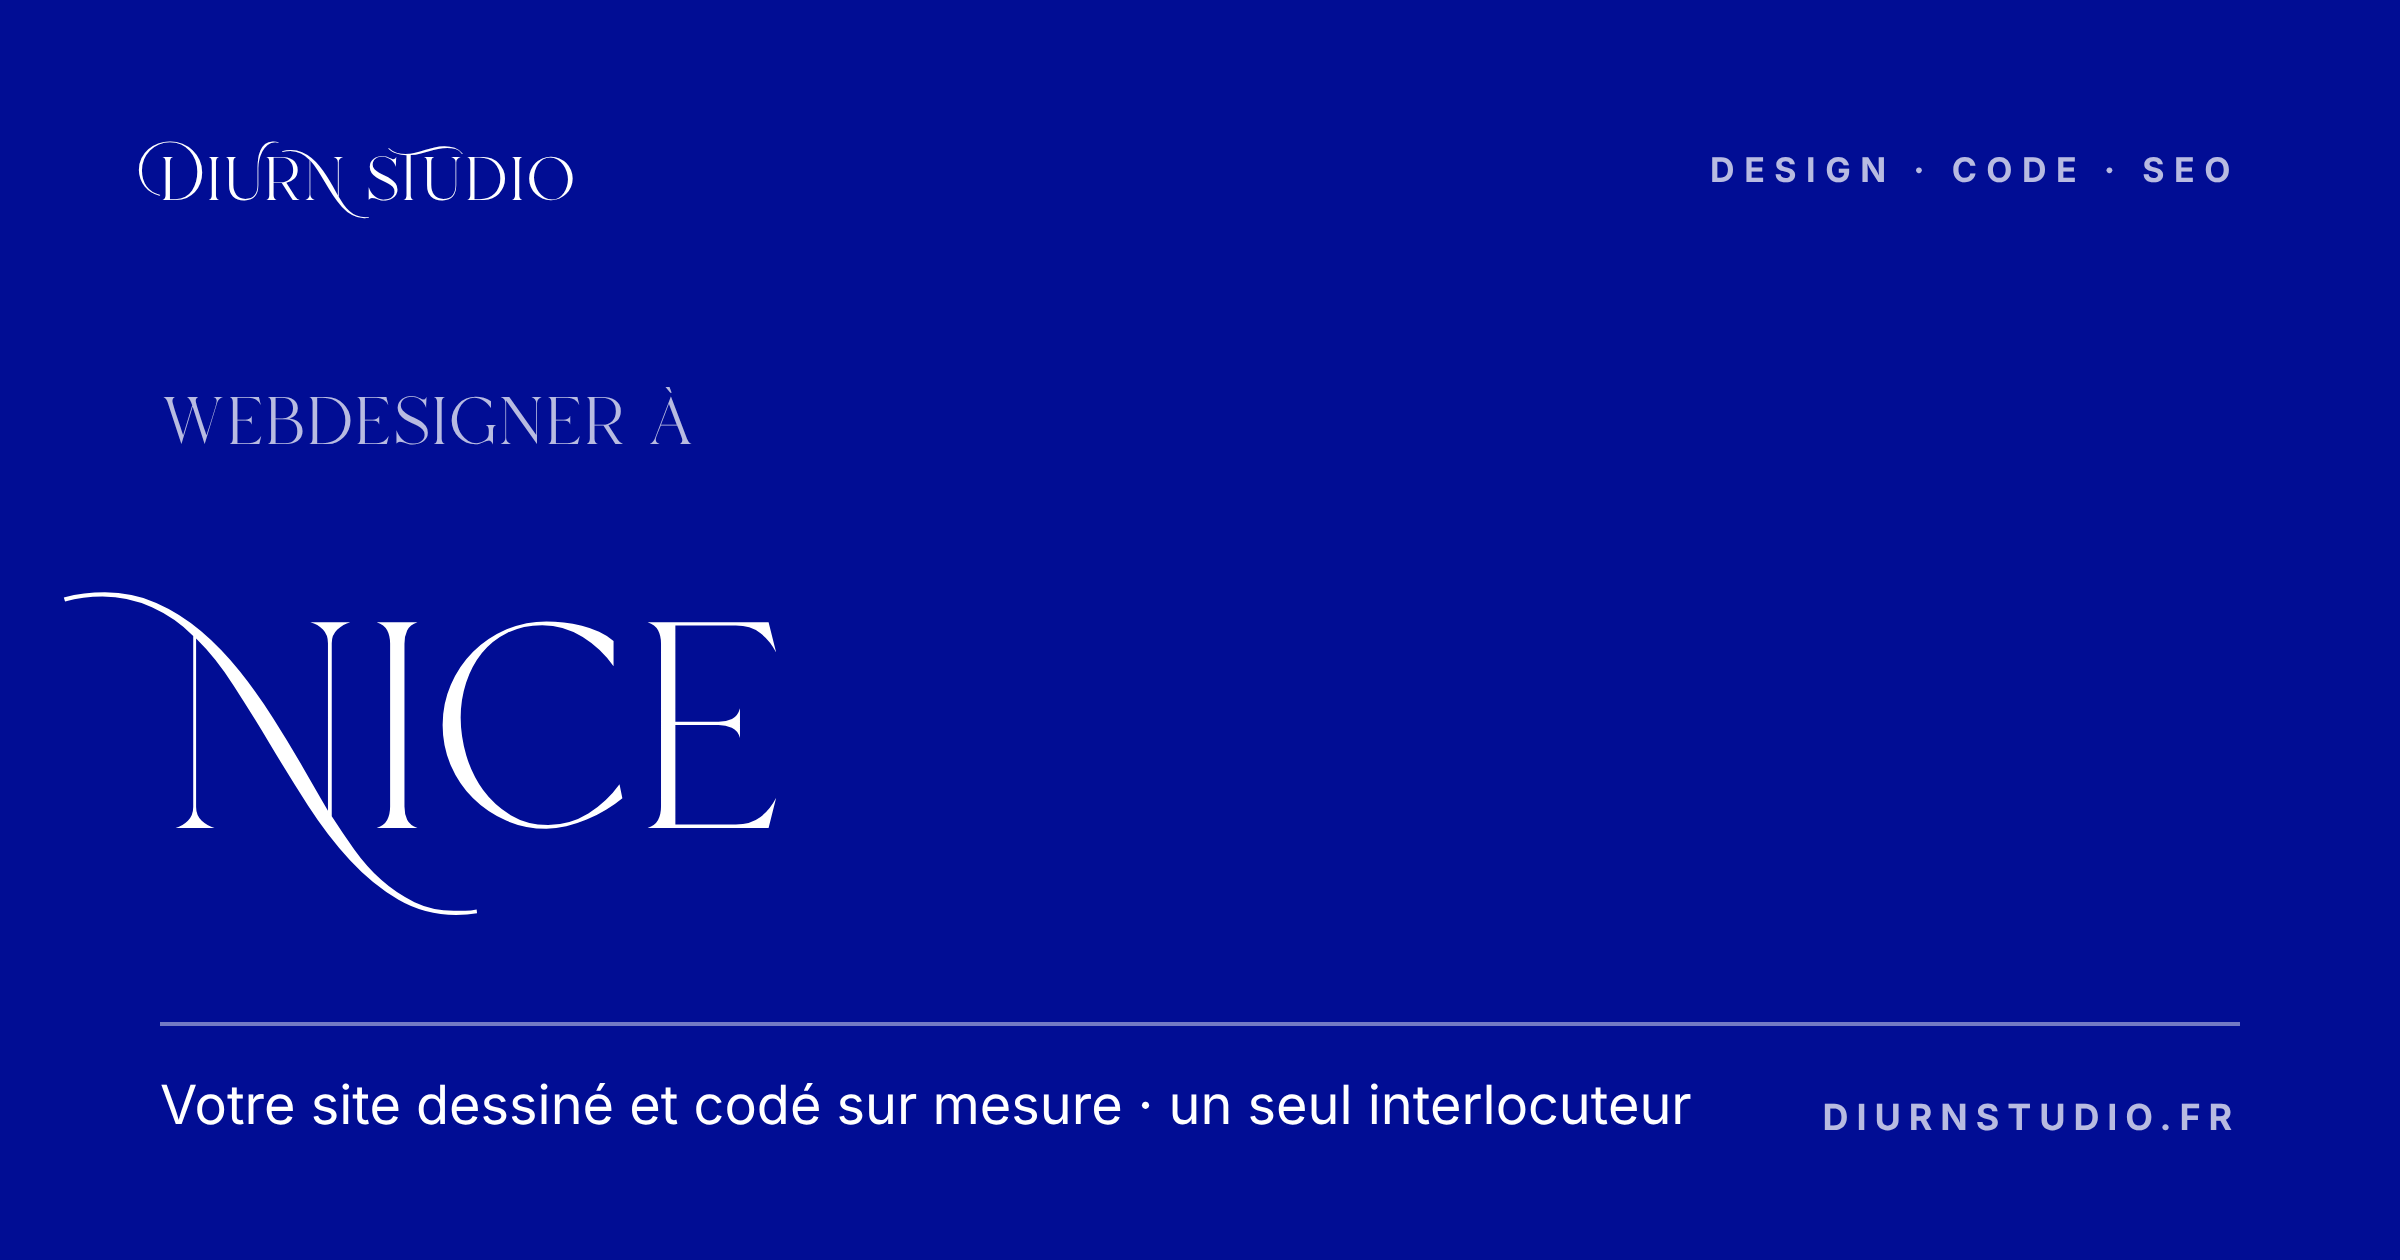 DIURN STUDIO
DESIGN · CODE · SEO
WEBDESIGNER À
NICE
Votre site dessiné et codé sur mesure · un seul interlocuteur
DIURNSTUDIO.FR